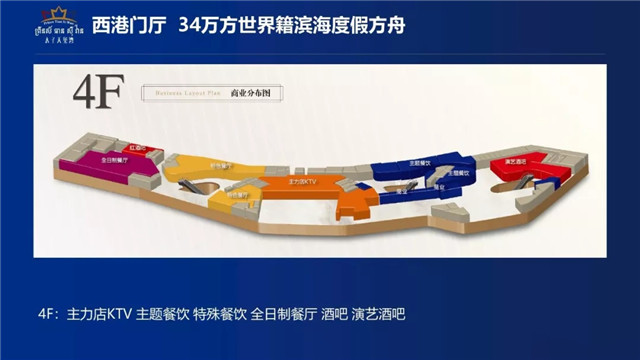 西港门厅 34万方世界籍滨海度假方舟
4F
Business Layout Plan 商业分布图
红酒吧
全日制餐厅
特色餐厅
特色餐厅
主力店KTV
主题餐饮
主题餐饮
演艺酒吧
4F：主力店KTV 主题餐饮 特殊餐饮 全日制餐厅 酒吧 演艺酒吧